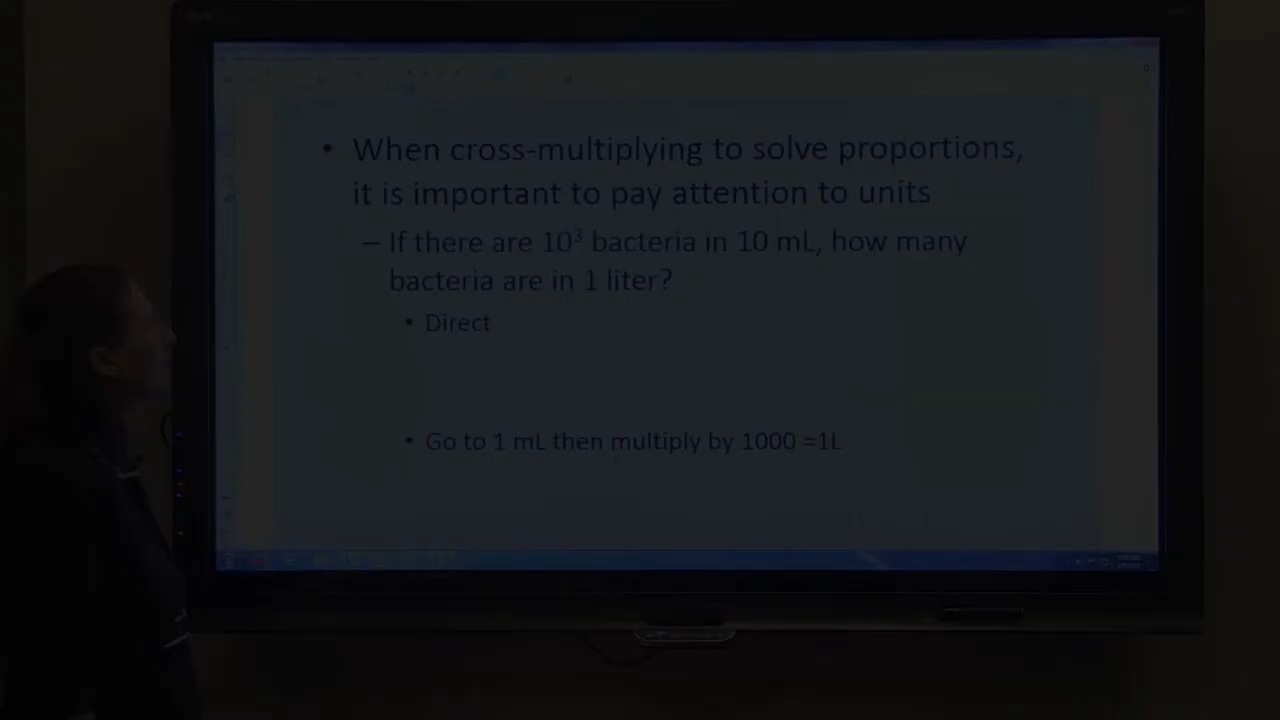 • When cross-multiplying to solve proportions,
it is important to pay attention to units
– If there are 10³ bacteria in 10 mL, how many
bacteria are in 1 liter?
• Direct
• Go to 1 mL then multiply by 1000 =1L